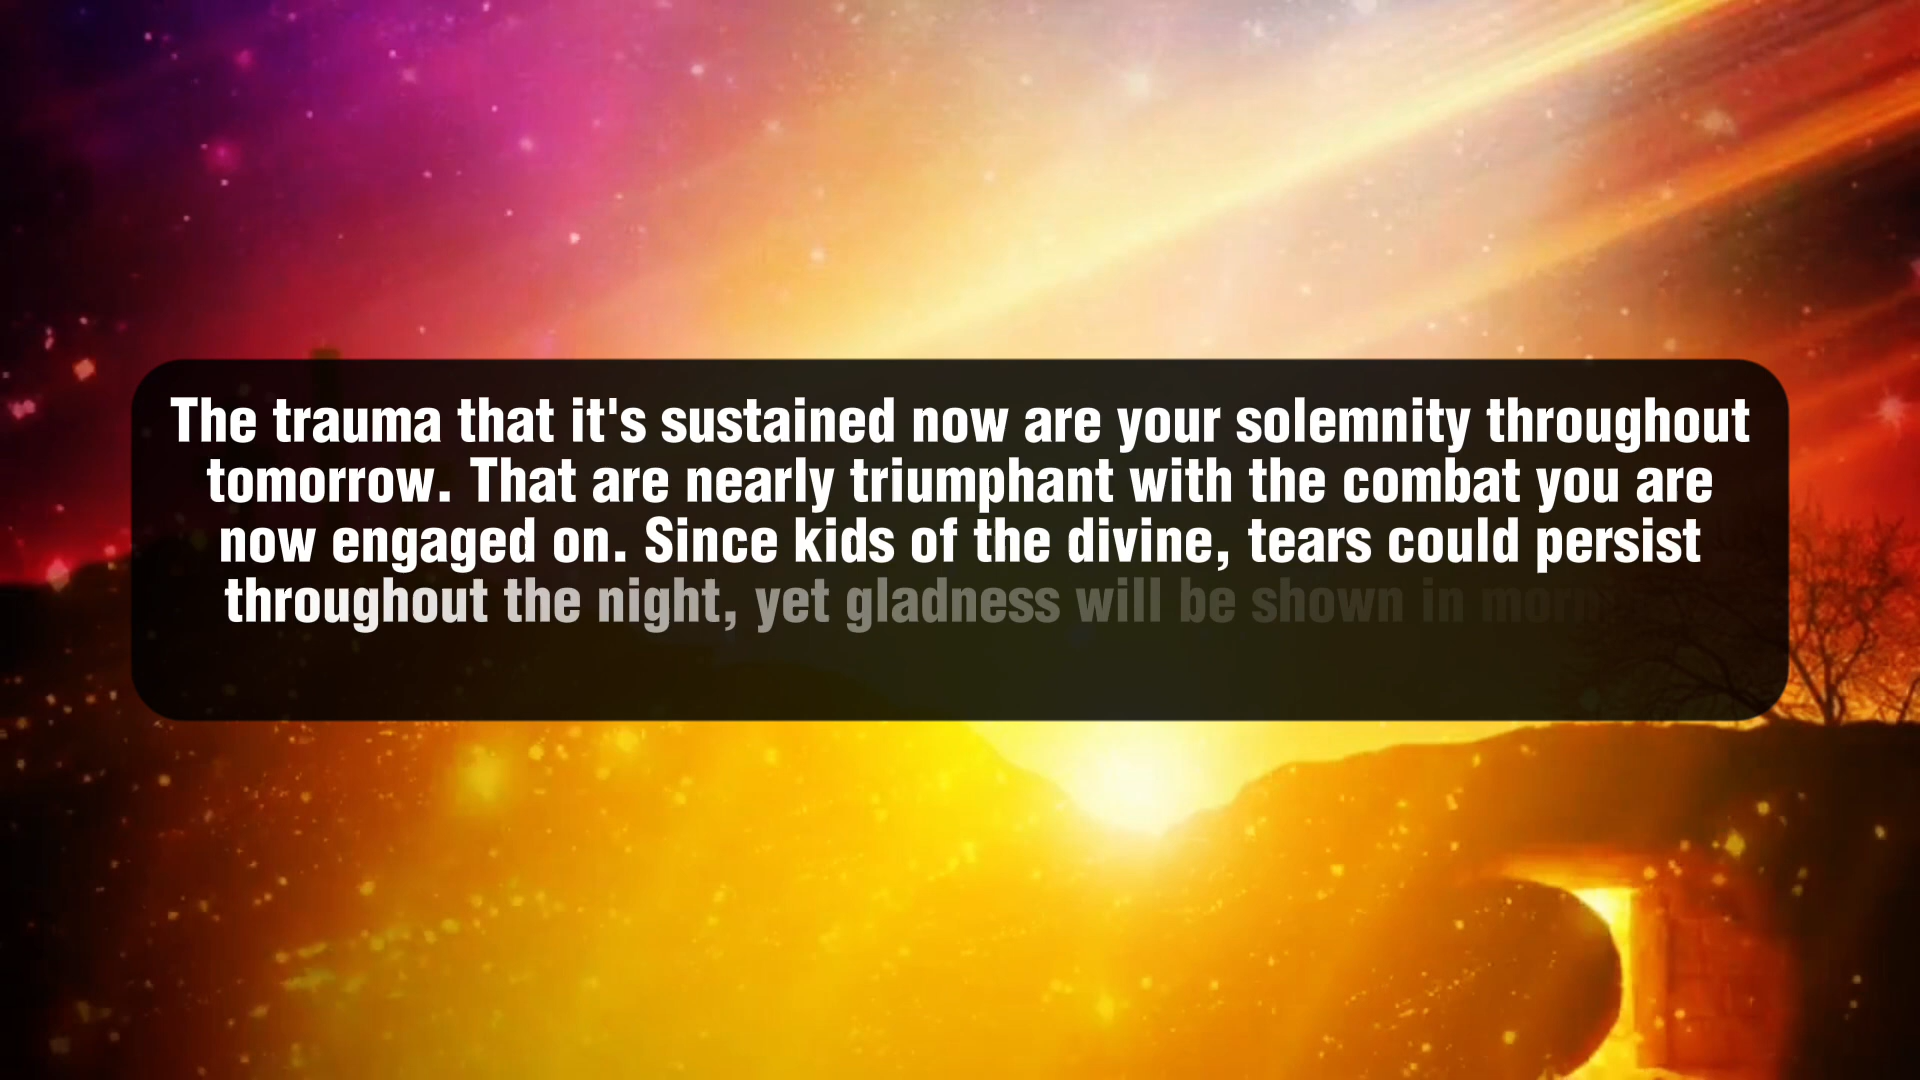 The trauma that it's sustained now are your solemnity throughout
tomorrow. That are nearly triumphant with the combat you are
now engaged on. Since kids of the divine, tears could persist
throughout the night, yet gladness will be shown in